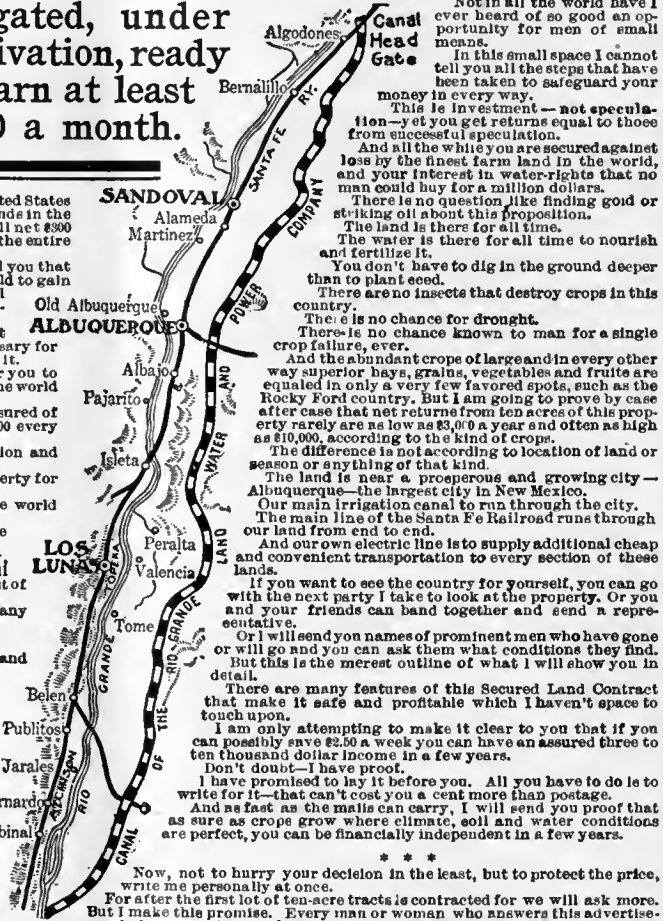 gated, under
ivation, ready
arn at least
0 a month.
ted States
nds in the
ll net $300
the entire
l you that
ld to gain
l
t
sary for
it.
r you to
ne world
sured of
00 every
ion and
erty for
e world
e
al
st of
any
and
Algodones
Canal
Head
Gate
Bernalillo
RY.
SANTA FE
SANDOVAL
Alameda
Martinez
COMPANY
Old Albuquerque
ALBUQUERQUE
POWER
Albajo
&
Pajarito
AND
WATER
Isleta
LAND
Peralta
LOS
LUNAS
TOPEKA
Valencia
Tome
RIO GRANDE
GRANDE
Belen
THE
Publitos
OF
Jarales
ATCHISON
RIO
rnardo
CANAL
binal
Not in all the world have I
ever heard of so good an op-
portunity for men of small
means.
In this small space I cannot
tell you all the steps that have
been taken to safeguard your
money in every way.
This is investment — not specula-
tion—yet you get returns equal to those
from successful speculation.
And all the while you are secured against
loss by the finest farm land in the world,
and your interest in water-rights that no
man could buy for a million dollars.
There is no question like finding gold or
striking oil about this proposition.
The land is there for all time.
The water is there for all time to nourish
and fertilize it.
You don't have to dig in the ground deeper
than to plant seed.
There are no insects that destroy crops in this
country.
There is no chance for drought.
There is no chance known to man for a single
crop failure, ever.
And the abundant crops of large and in every other
way superior hays, grains, vegetables and fruits are
equaled in only a very few favored spots, such as the
Rocky Ford country. But I am going to prove by case
after case that net returns from ten acres of this prop-
erty rarely are as low as $3,000 a year and often as high
as $10,000, according to the kind of crops.
The difference is not according to location of land or
season or anything of that kind.
The land is near a prosperous and growing city —
Albuquerque—the largest city in New Mexico.
Our main irrigation canal to run through the city.
The main line of the Santa Fe Railroad runs through
our land from end to end.
And our own electric line is to supply additional cheap
and convenient transportation to every section of these
lands.
If you want to see the country for yourself, you can go
with the next party I take to look at the property. Or you
and your friends can band together and send a repre-
sentative.
Or I will send you names of prominent men who have gone
or will go and you can ask them what conditions they find.
But this is the merest outline of what I will show you in
detail.
There are many features of this Secured Land Contract
that make it safe and profitable which I haven't space to
touch upon.
I am only attempting to make it clear to you that if you
can possibly save $2.50 a week you can have an assured three to
ten thousand dollar income in a few years.
Don't doubt—I have proof.
I have promised to lay it before you. All you have to do is to
write for it—that can't cost you a cent more than postage.
And as fast as the mails can carry, I will send you proof that
as sure as crops grow where climate, soil and water conditions
are perfect, you can be financially independent in a few years.
* * *
Now, not to hurry your decision in the least, but to protect the price,
write me personally at once.
For after the first lot of ten-acre tracts is contracted for we will ask more.
But I make this promise. Every man or woman who answers this advertise-